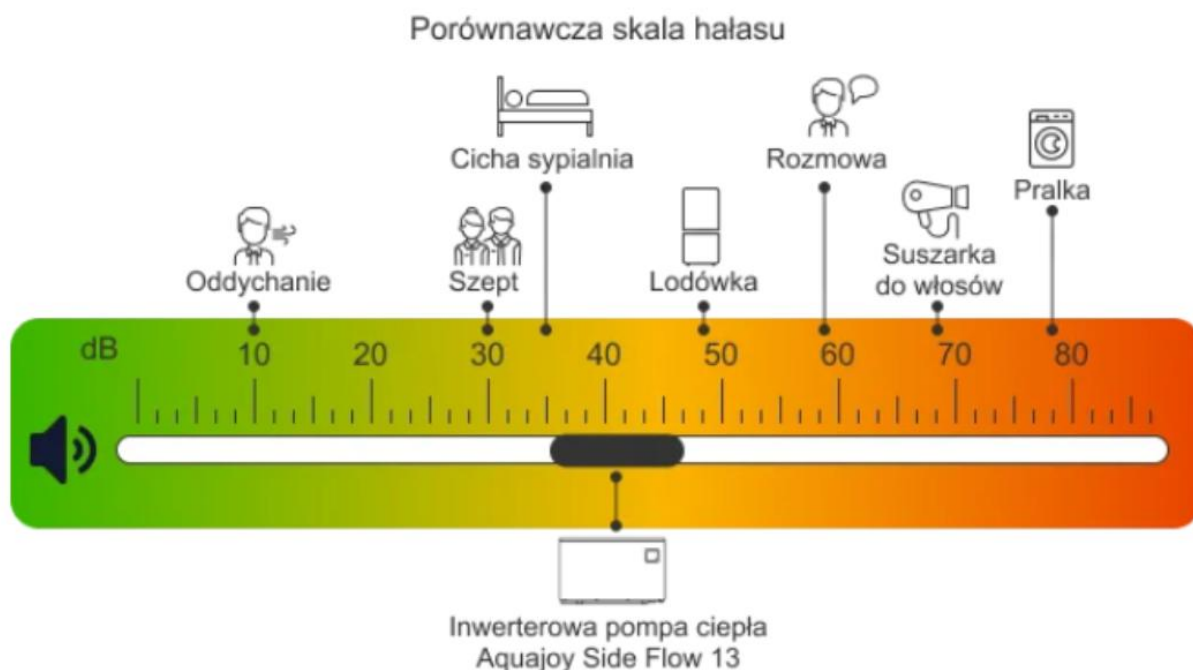 Porównawcza skala hałasu
Cicha sypialnia
Rozmowa
Pralka
Oddychanie
Szept
Lodówka
Suszarka
do włosów
dB 10 20 30 40 50 60 70 80
Inwerterowa pompa ciepła
Aquajoy Side Flow 13